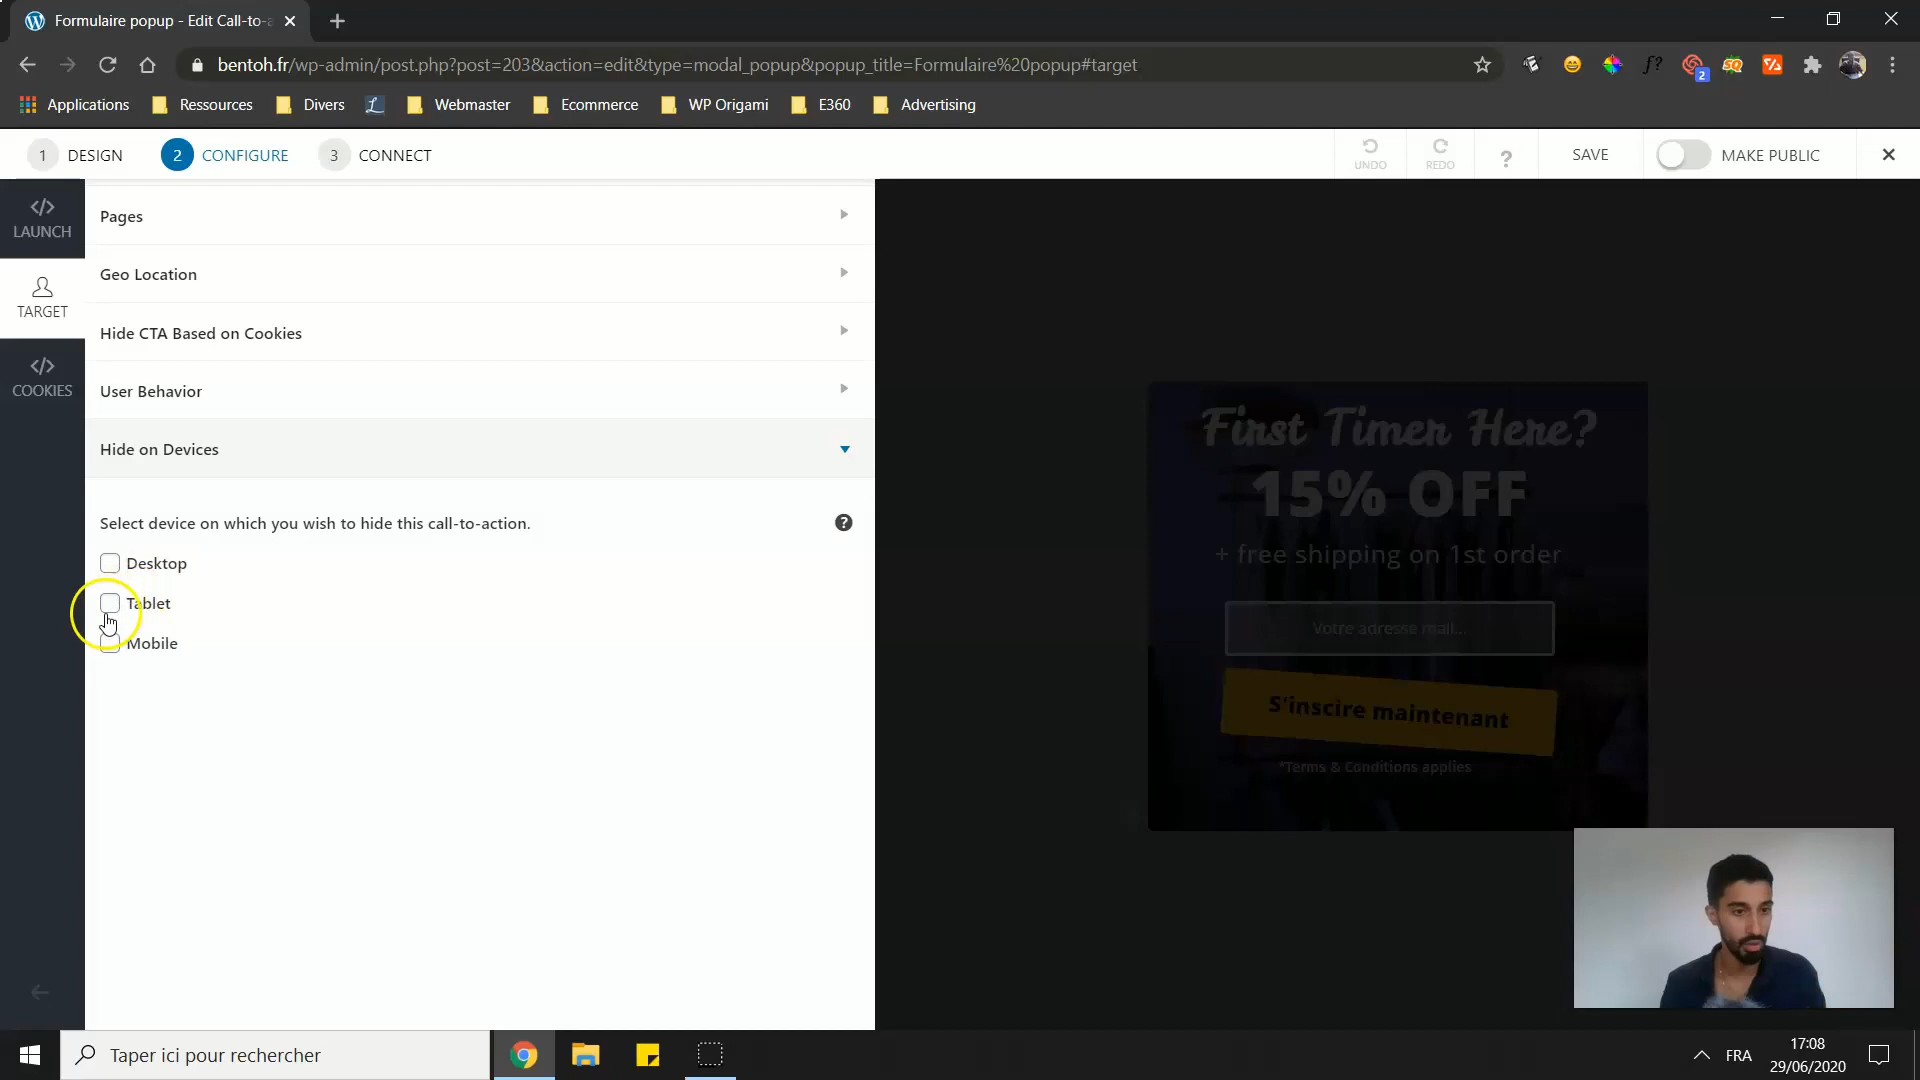 Formulaire popup - Edit Call-to-a
bentoh.fr/wp-admin/post.php?post=203&action=edit&type=modal_popup&popup_title=Formulaire%20popup#target
2
Applications
Ressources
Divers
Webmaster
Ecommerce
WP Origami
E360
Advertising
1 DESIGN
2 CONFIGURE
3 CONNECT
UNDO
REDO
?
SAVE
MAKE PUBLIC
LAUNCH
TARGET
COOKIES
Pages
Geo Location
Hide CTA Based on Cookies
User Behavior
Hide on Devices
Select device on which you wish to hide this call-to-action.
?
Desktop
Tablet
Mobile
First Timer Here?
15% OFF
+ free shipping on 1st order
Votre adresse mail...
S'inscire maintenant
*Terms & Conditions applies
Taper ici pour rechercher
FRA
17:08
29/06/2020